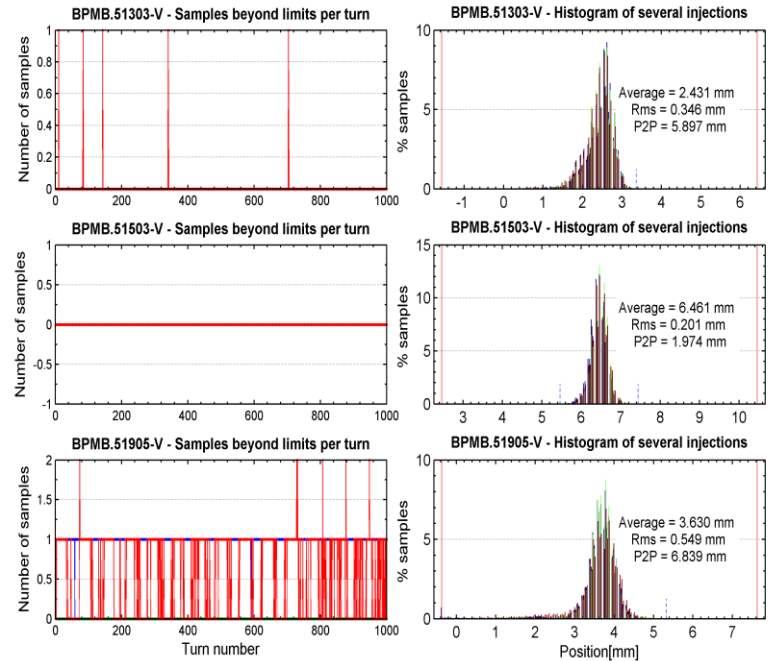 BPMB.51303-V - Samples beyond limits per turn
Number of samples
1
0.8
0.6
0.4
0.2
0
0 200 400 600 800 1000
BPMB.51303-V - Histogram of several injections
% samples
10
5
0
Average = 2.431 mm
Rms = 0.346 mm
P2P = 5.897 mm
-1 0 1 2 3 4 5 6
BPMB.51503-V - Samples beyond limits per turn
Number of samples
1
0.5
0
-0.5
-1
0 200 400 600 800 1000
BPMB.51503-V - Histogram of several injections
% samples
15
10
5
0
Average = 6.461 mm
Rms = 0.201 mm
P2P = 1.974 mm
3 4 5 6 7 8 9 10
BPMB.51905-V - Samples beyond limits per turn
Number of samples
2
1.5
1
0.5
0
0 200 400 600 800 1000
Turn number
BPMB.51905-V - Histogram of several injections
% samples
10
5
0
Average = 3.630 mm
Rms = 0.549 mm
P2P = 6.839 mm
0 1 2 3 4 5 6 7
Position[mm]